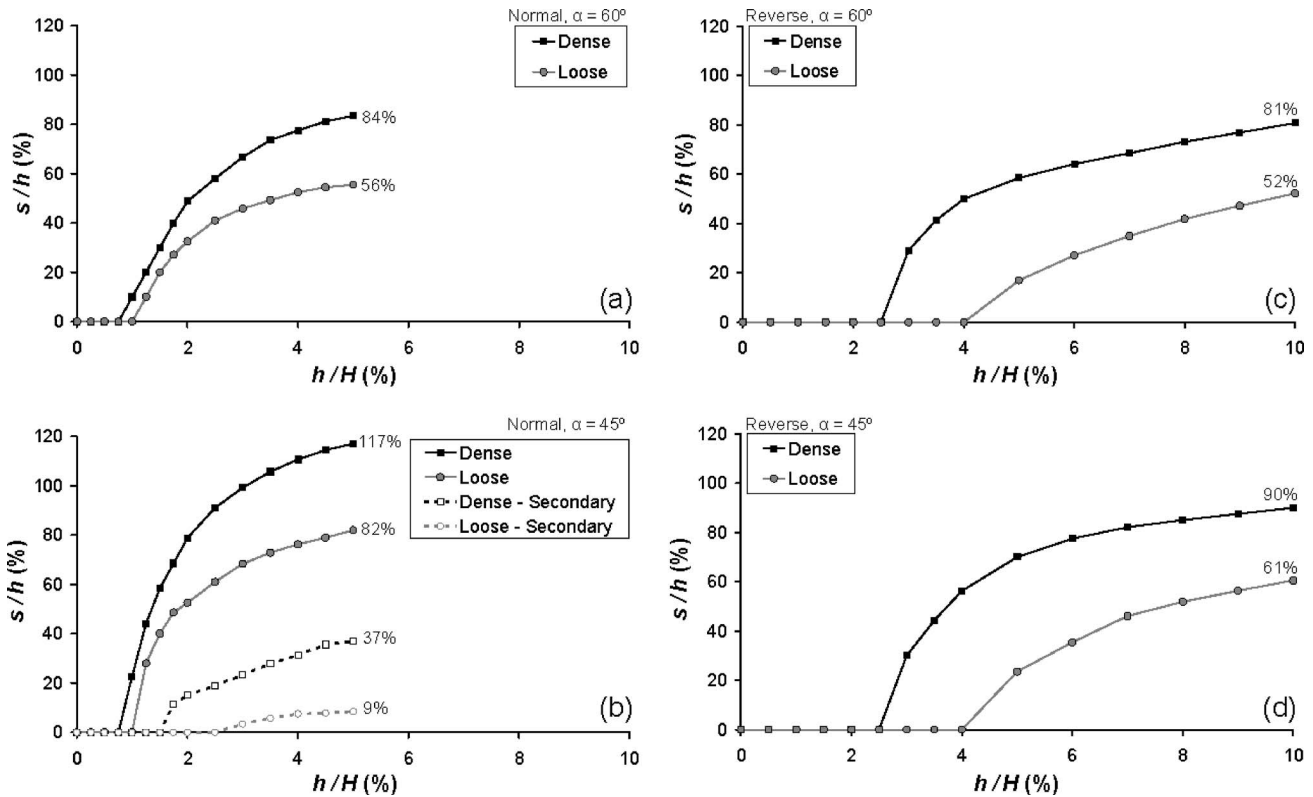 Normal, α = 60º
Dense
Loose
120
100
80
60
40
20
0
s/h (%)
84%
56%
(a)
0
2
4
6
8
10
h/H (%)
Reverse, α = 60º
Dense
Loose
120
100
80
60
40
20
0
s/h (%)
81%
52%
(c)
0
2
4
6
8
10
h/H (%)
Normal, α = 45º
Dense
Loose
Dense - Secondary
Loose - Secondary
120
100
80
60
40
20
0
s/h (%)
117%
82%
37%
9%
(b)
0
2
4
6
8
10
h/H (%)
Reverse, α = 45º
Dense
Loose
120
100
80
60
40
20
0
s/h (%)
90%
61%
(d)
0
2
4
6
8
10
h/H (%)